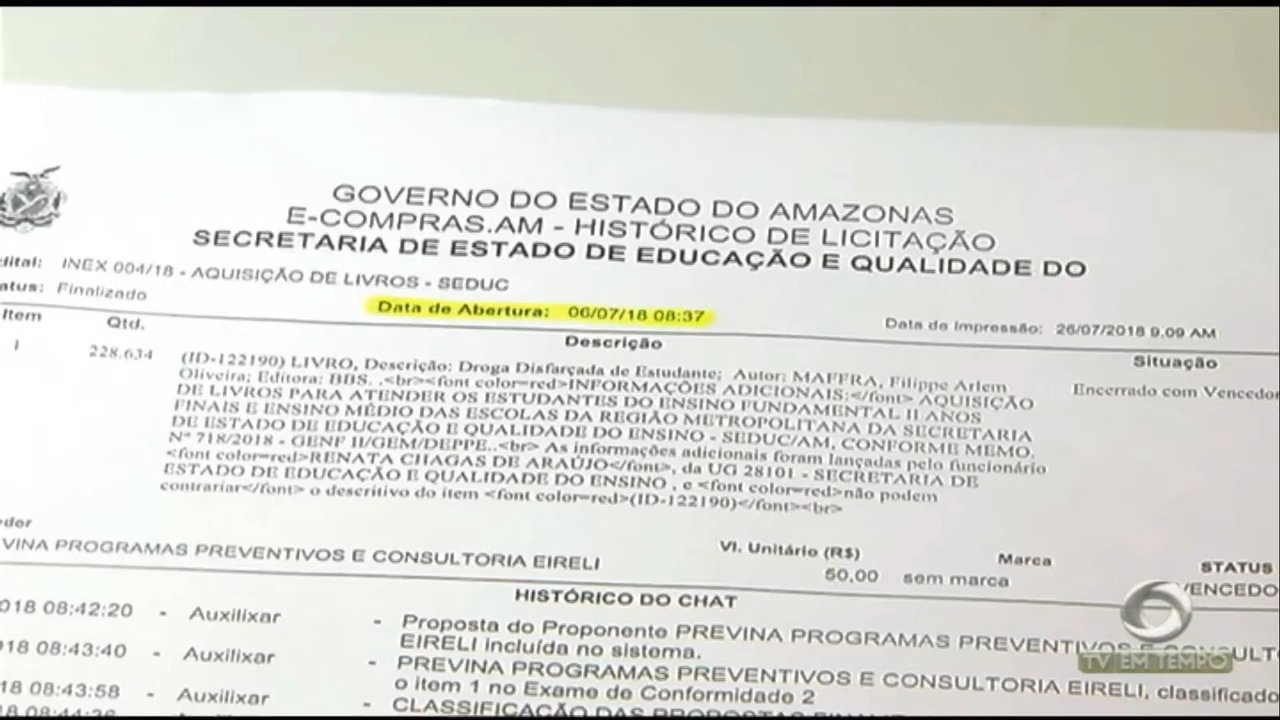 GOVERNO DO ESTADO DO AMAZONAS
E-COMPRAS.AM - HISTÓRICO DE LICITAÇÃO
SECRETARIA DE ESTADO DE EDUCAÇÃO E QUALIDADE DO
dital: INEX 004/18 - AQUISIÇÃO DE LIVROS - SEDUC
atus: Finalizado
Data de Abertura: 06/07/18 08:37
Data de Impressão: 26/07/2018 9.09 AM
Item Qtd. Descrição Situação
1 228.634 (ID-122190) LIVRO, Descrição: Droga Disfarçada de Estudante; Autor: MAFFRA, Filippe Arlem Encerrado com Vencedor
Oliveira; Editora: BBS. .<br><font color=red>INFORMAÇÕES ADICIONAIS:</font> AQUISIÇÃO
DE LIVROS PARA ATENDER OS ESTUDANTES DO ENSINO FUNDAMENTAL II ANOS
FINAIS E ENSINO MÉDIO DAS ESCOLAS DA REGIÃO METROPOLITANA DA SECRETARIA
DE ESTADO DE EDUCAÇÃO E QUALIDADE DO ENSINO - SEDUC/AM, CONFORME MEMO.
Nº 718/2018 - GENF II/GEM/DEPPE..<br> As informações adicionais foram lançadas pelo funcionário
<font color=red>RENATA CHAGAS DE ARAÚJO</font>, da UG 28101 - SECRETARIA DE
ESTADO DE EDUCAÇÃO E QUALIDADE DO ENSINO , e <font color=red>não podem
contrariar</font> o descritivo do item <font color=red>(ID-122190)</font><br>
edor Vl. Unitário (R$) Marca STATUS
VINA PROGRAMAS PREVENTIVOS E CONSULTORIA EIRELI 50,00 sem marca VENCEDO
HISTÓRICO DO CHAT
018 08:42:20 - Auxilixar - Proposta do Proponente PREVINA PROGRAMAS PREVENTIVOS E CONSULT
EIRELI incluída no sistema.
018 08:43:40 - Auxilixar - PREVINA PROGRAMAS PREVENTIVOS E CONSULTORIA EIRELI, classificado
o item 1 no Exame de Conformidade 2
018 08:43:58 - Auxilixar - CLASSIFICAÇÃO DAS PROPOSTAS
TV EM TEMPO